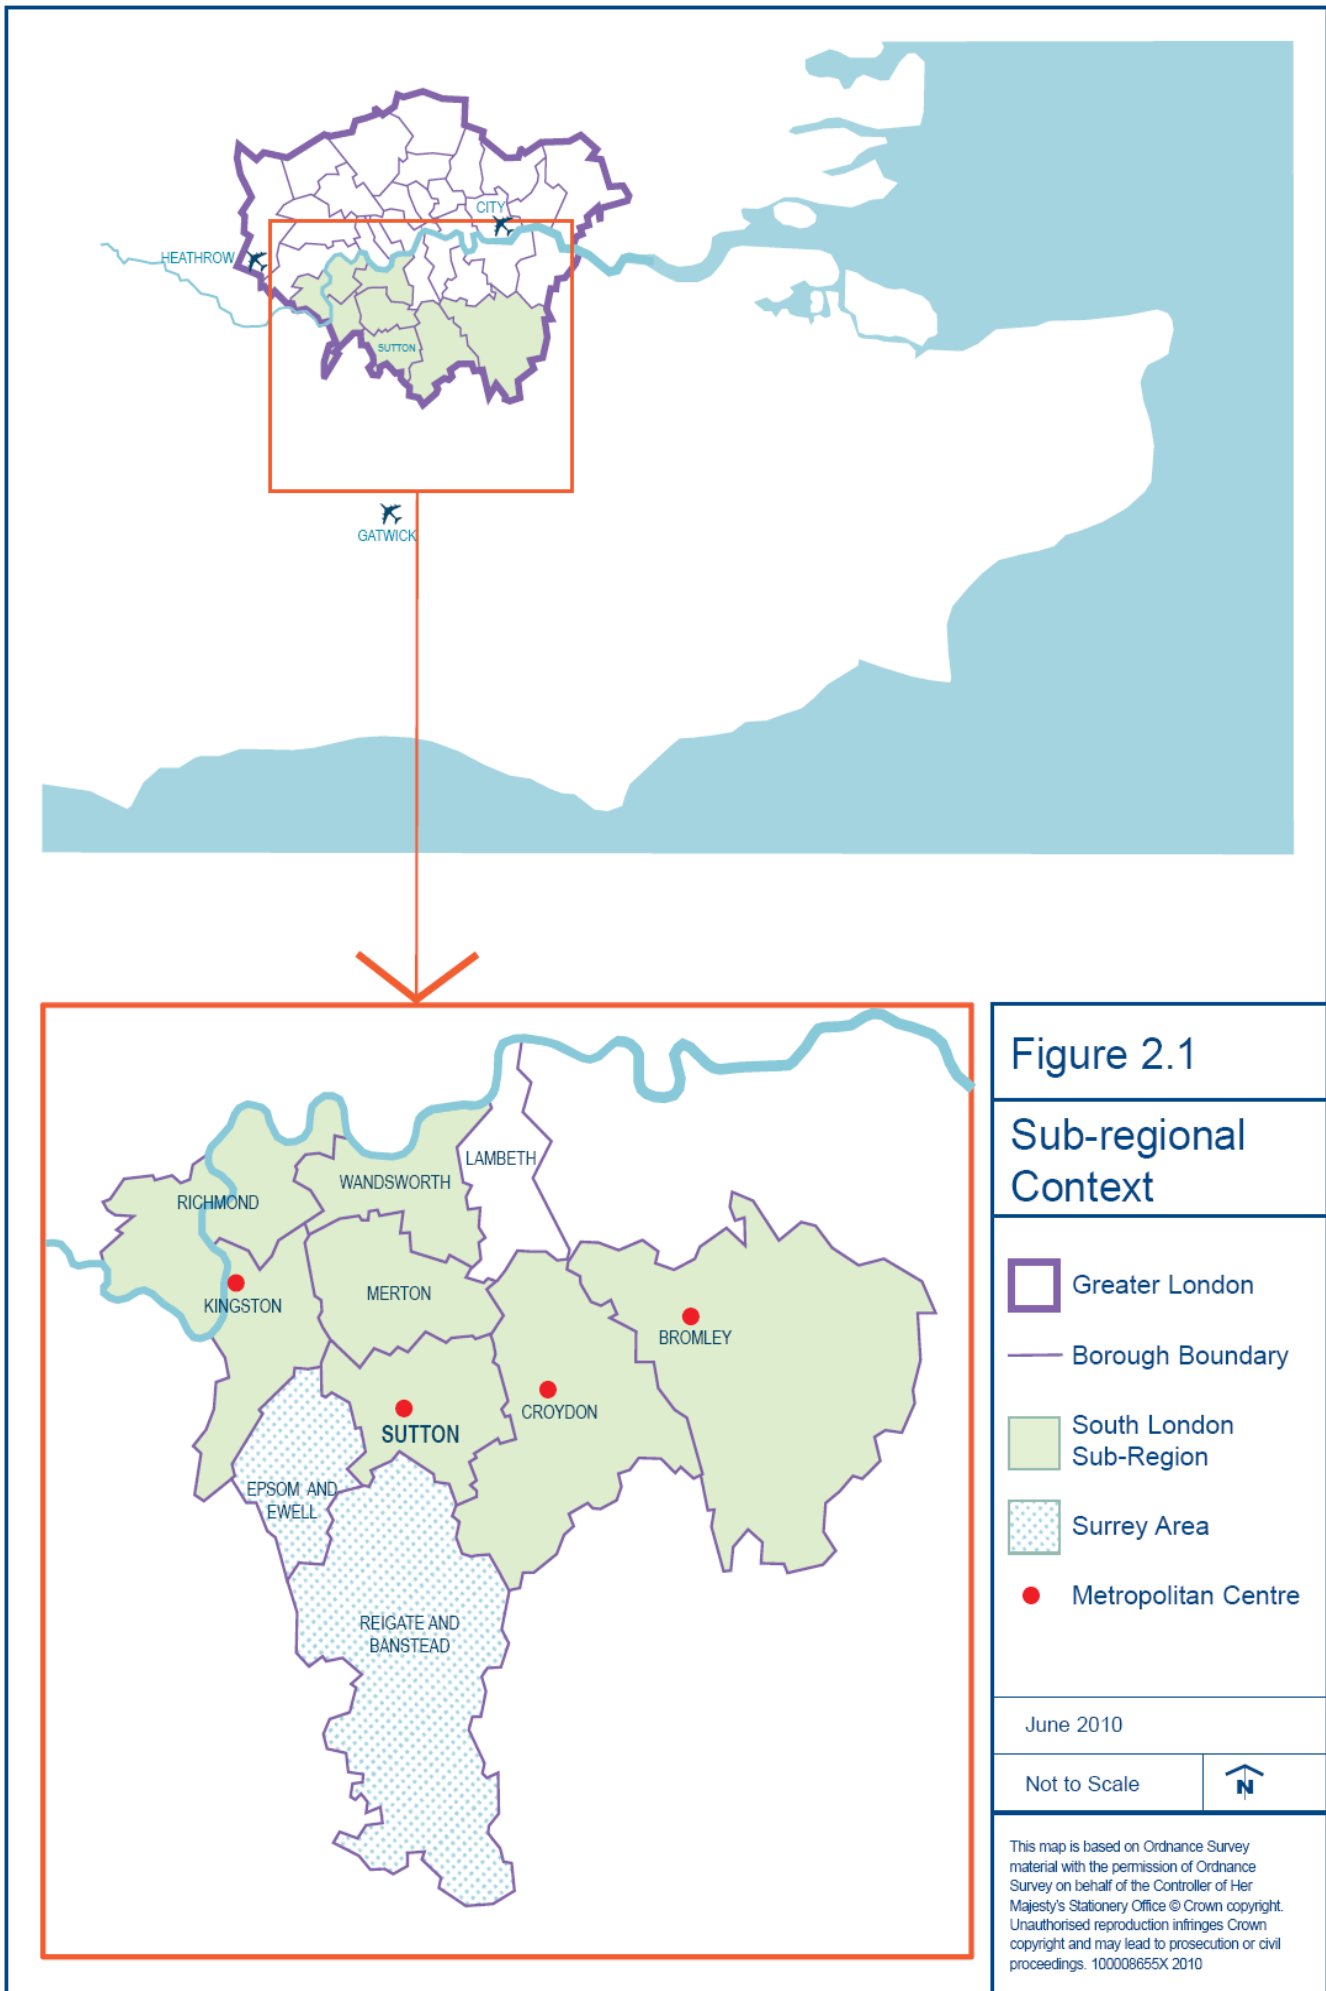 CITY
HEATHROW
SUTTON
GATWICK
LAMBETH
WANDSWORTH
RICHMOND
MERTON
KINGSTON
BROMLEY
CROYDON
SUTTON
EPSOM AND
EWELL
REIGATE AND
BANSTEAD
Figure 2.1
Sub-regional
Context
Greater London
Borough Boundary
South London
Sub-Region
Surrey Area
Metropolitan Centre
June 2010
Not to Scale
N
This map is based on Ordnance Survey
material with the permission of Ordnance
Survey on behalf of the Controller of Her
Majesty's Stationery Office © Crown copyright.
Unauthorised reproduction infringes Crown
copyright and may lead to prosecution or civil
proceedings. 100008655X 2010